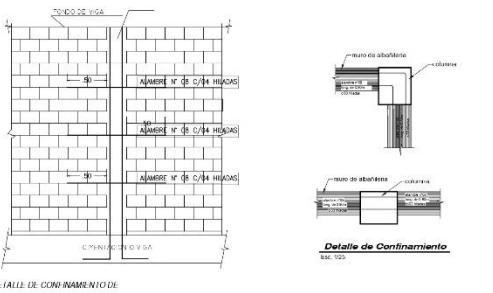 FONDO DE VIGA
.50
ALAMBRE N° 08 C/04 HILADAS
.50
ALAMBRE N° 08 C/04 HILADAS
.50
ALAMBRE N° 08 C/04 HILADAS
CIMENTACION O VIGA
ETALLE DE CONFINAMIENTO DE
muro de albañileria
columna
muro de albañileria
columna
Detalle de Confinamiento
Esc. 1/25